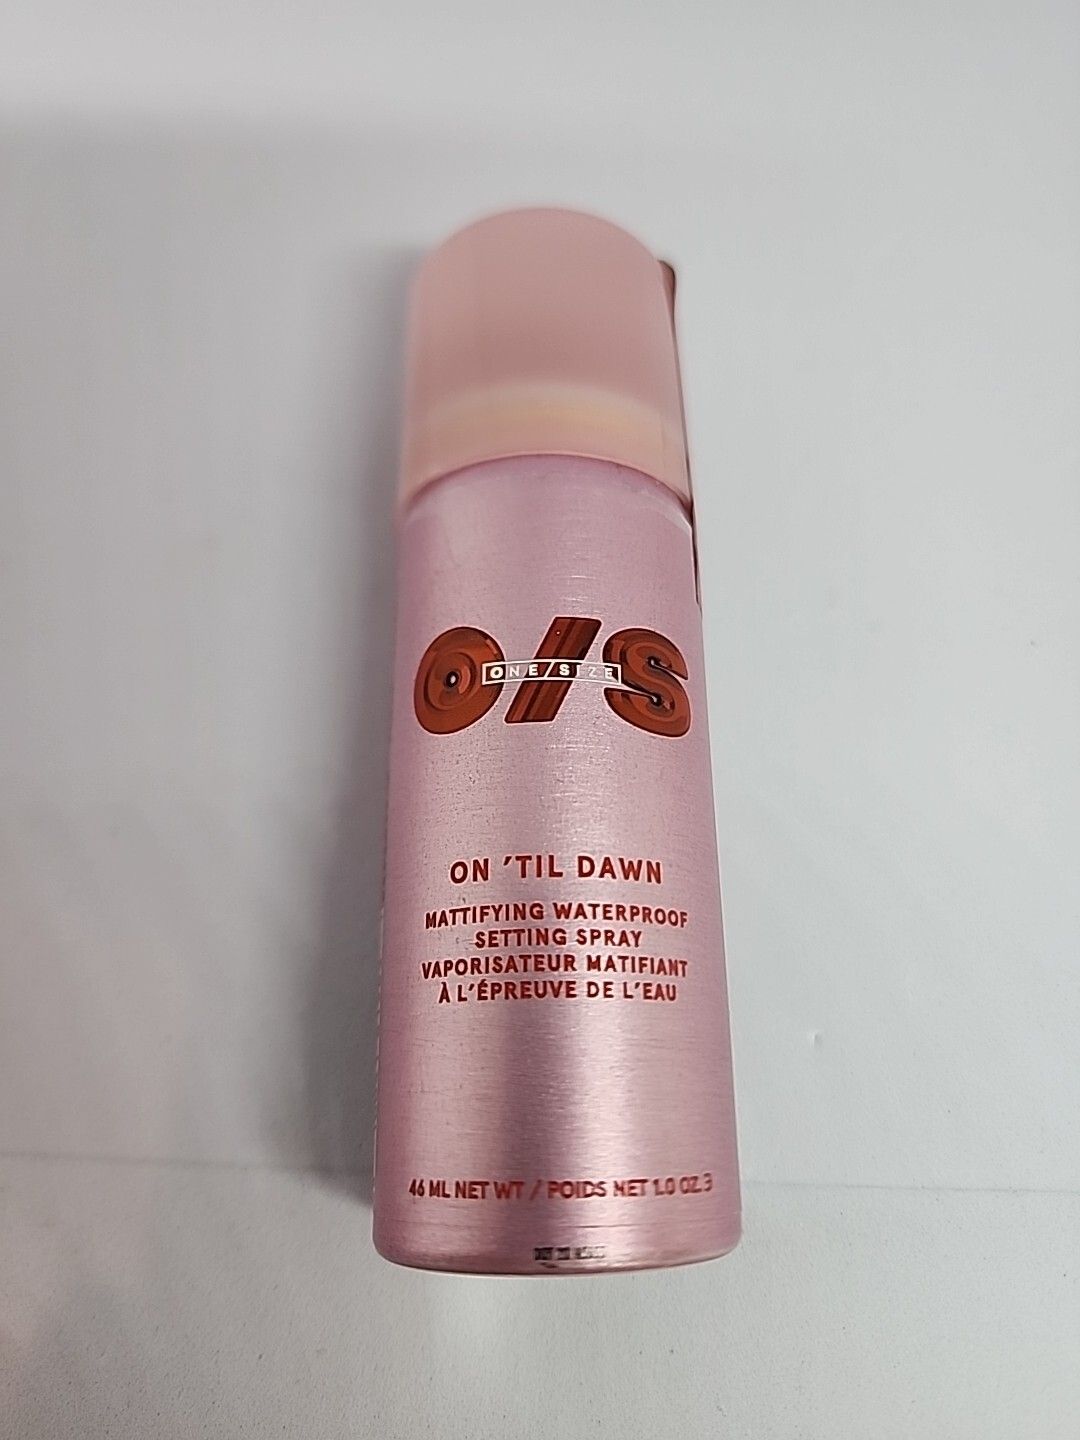 O/S
ONE/SIZE
ON ’TIL DAWN
MATTIFYING WATERPROOF
SETTING SPRAY
VAPORISATEUR MATIFIANT
À L’ÉPREUVE DE L’EAU
46 ML NET WT / POIDS NET 1.0 OZ